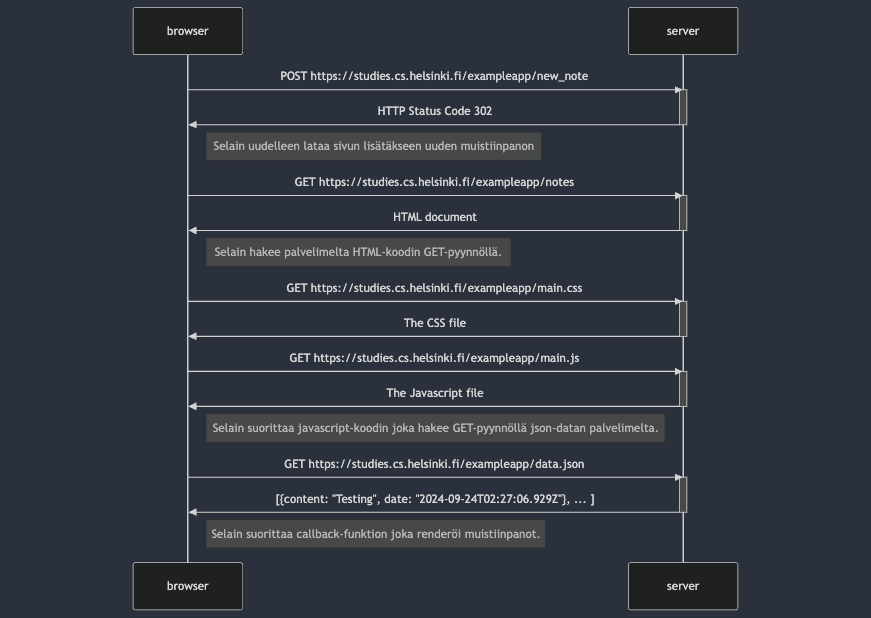 browser
server
POST https://studies.cs.helsinki.fi/exampleapp/new_note
HTTP Status Code 302
Selain uudelleen lataa sivun lisätäkseen uuden muistiinpanon
GET https://studies.cs.helsinki.fi/exampleapp/notes
HTML document
Selain hakee palvelimelta HTML-koodin GET-pyynnöllä.
GET https://studies.cs.helsinki.fi/exampleapp/main.css
The CSS file
GET https://studies.cs.helsinki.fi/exampleapp/main.js
The Javascript file
Selain suorittaa javascript-koodin joka hakee GET-pyynnöllä json-datan palvelimelta.
GET https://studies.cs.helsinki.fi/exampleapp/data.json
[{content: "Testing", date: "2024-09-24T02:27:06.929Z"}, ... ]
Selain suorittaa callback-funktion joka renderöi muistiinpanot.
browser
server